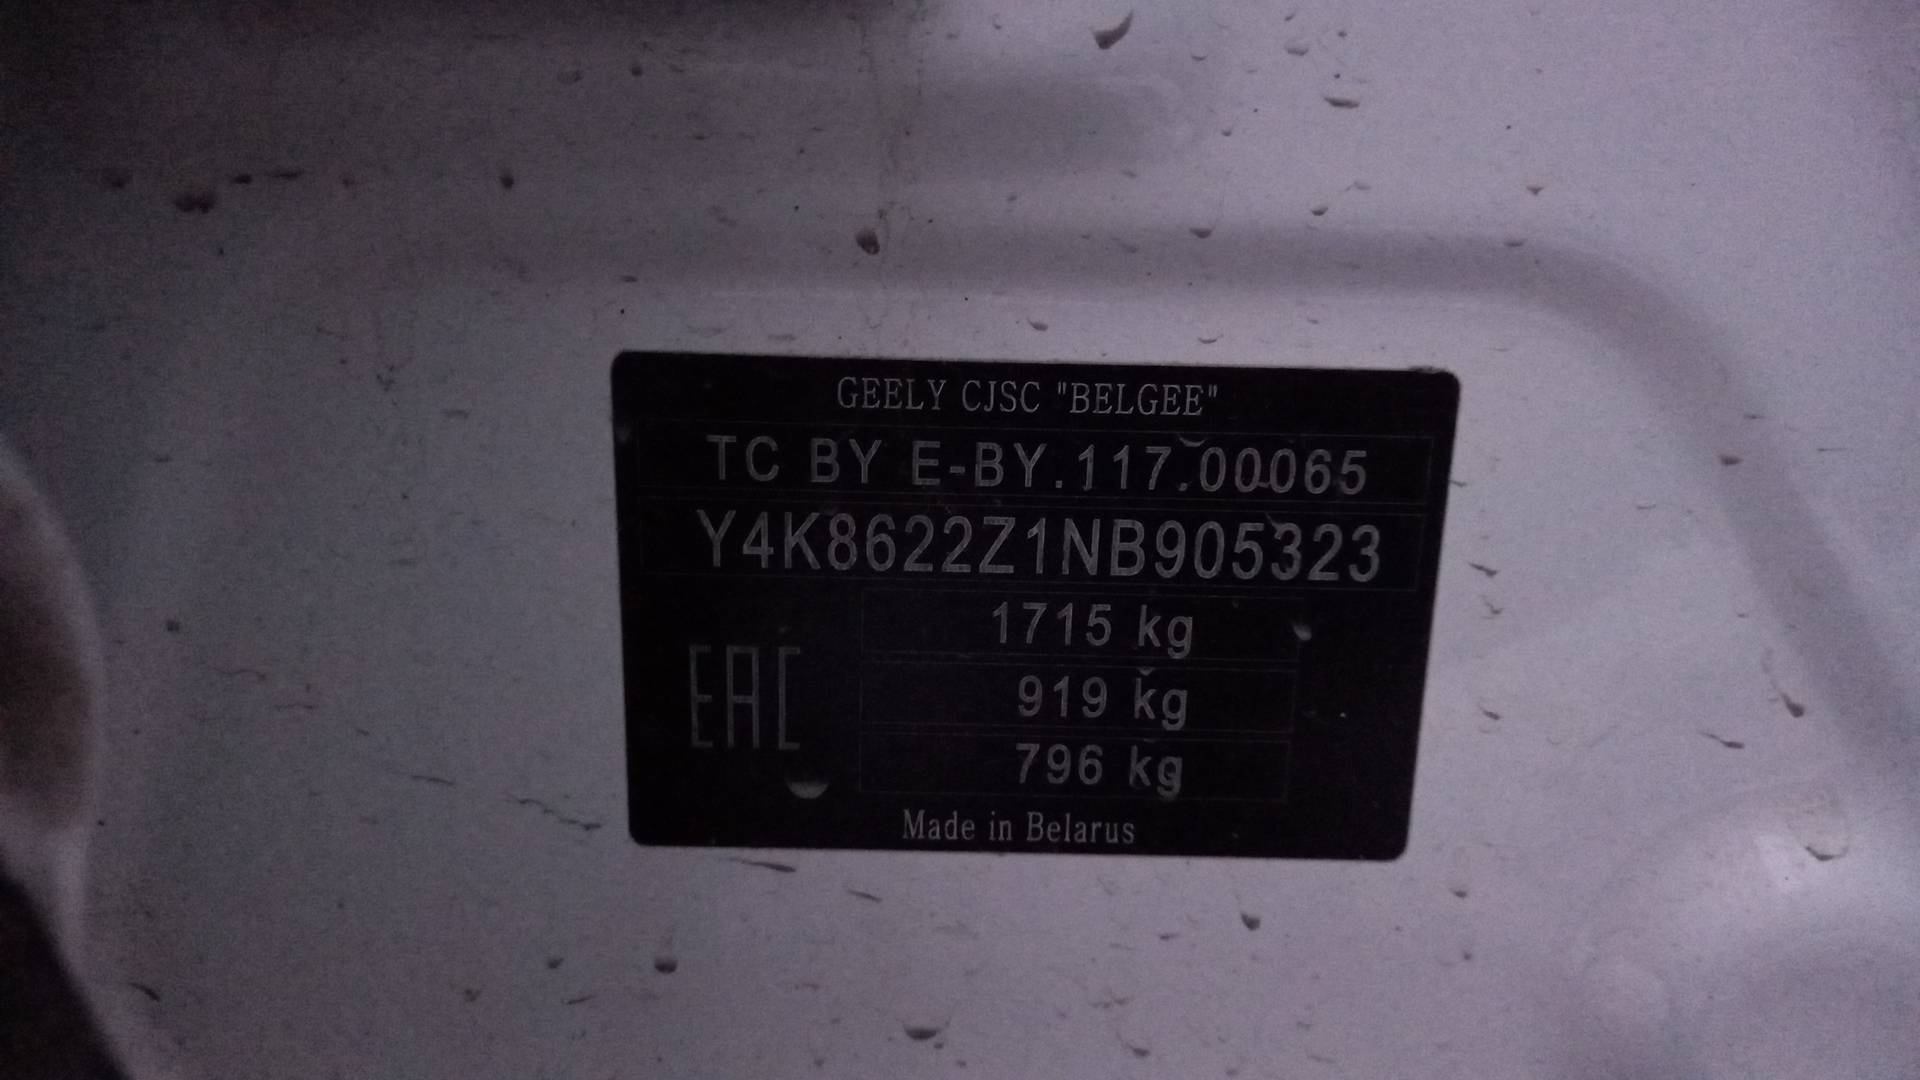 GEELY CJSC "BELGEE"
TC BY E-BY.117.00065
Y4K8622Z1NB905323
1715 kg
919 kg
796 kg
EAC
Made in Belarus